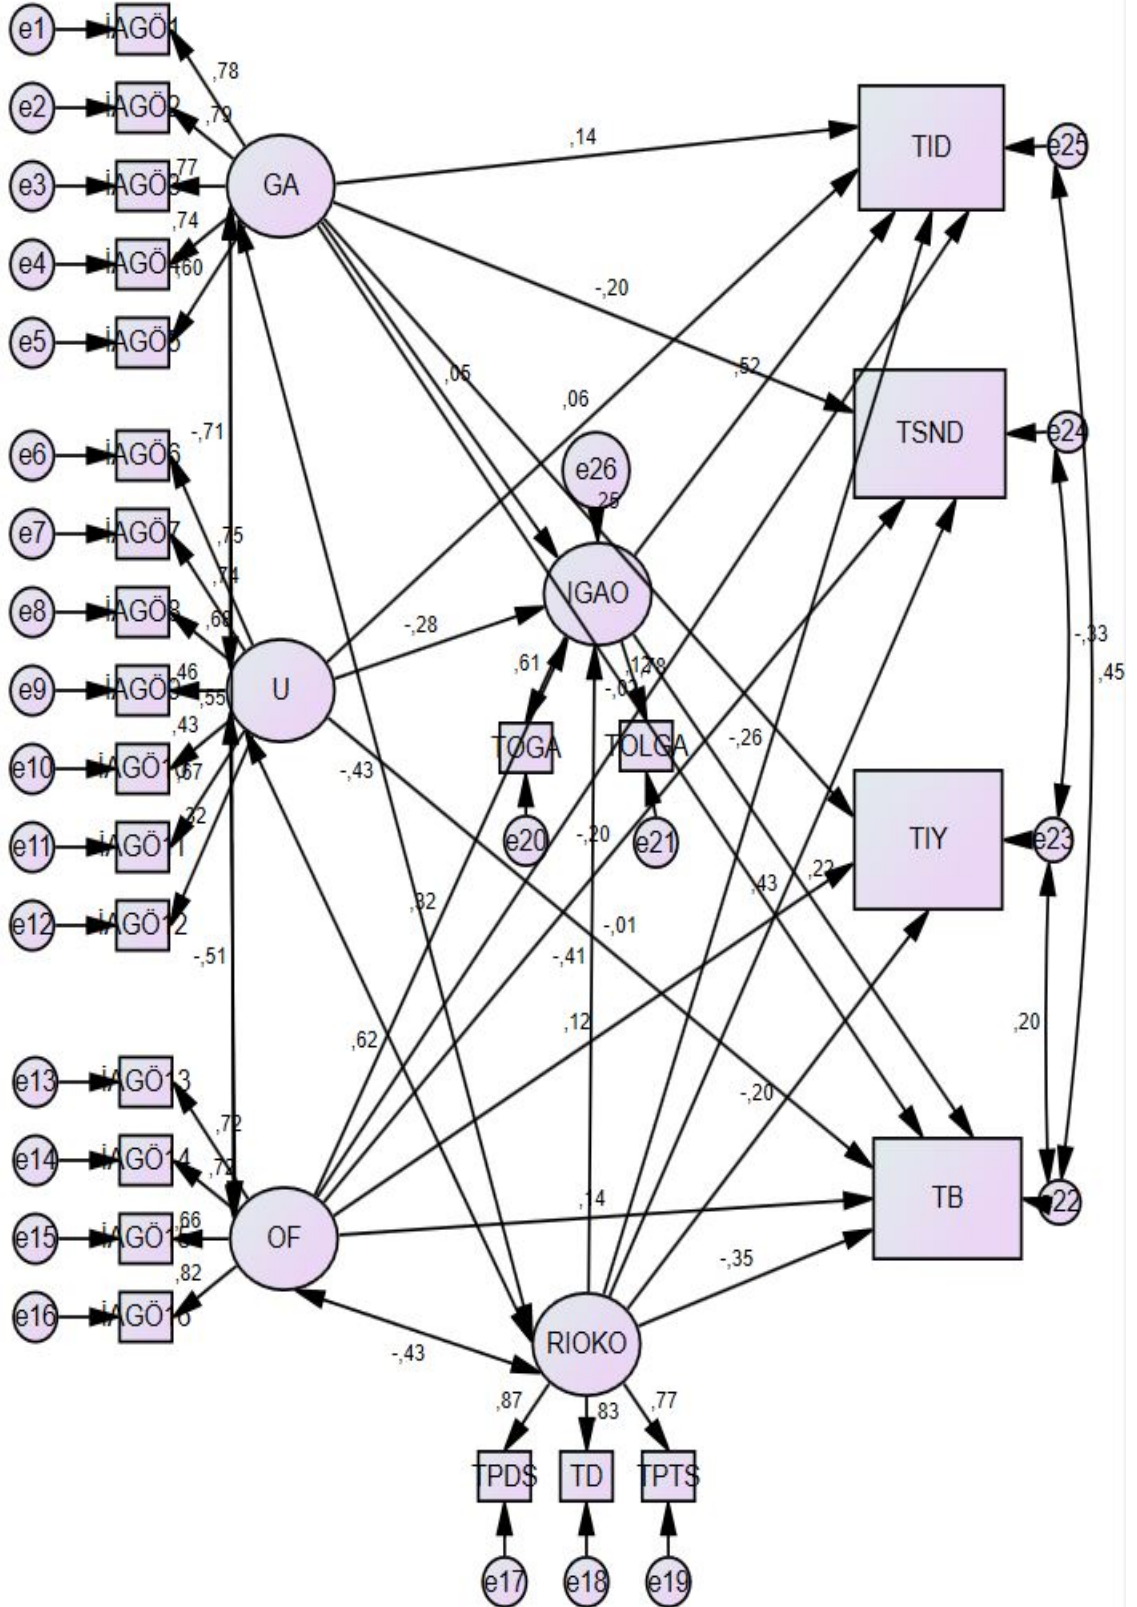 e1
İAGÖ1
,78
e2
İAGÖ2
,79
e3
İAGÖ3
,77
e4
İAGÖ4
,74
e5
İAGÖ5
,60
GA
,14
TID
e25
-,20
,05
,52
,06
TSND
e24
e6
İAGÖ6
-,71
e7
İAGÖ7
,75
,74
e8
İAGÖ8
e9
,46
,55
U
-,28
e26
,25
IGAO
,61
,78
TOGA
TOLGA
e20
e21
-,26
-,33
,45
,43
e10
,67
e11
İAGÖ11
,32
e12
İAGÖ12
-,43
-,20
,22
,43
TIY
e23
,32
-,01
-,41
-,51
,12
,62
,20
-,20
e13
İAGÖ13
,72
e14
İAGÖ14
e15
,66
e16
İAGÖ16
,82
OF
,14
TB
-,35
RIOKO
-,43
,87
,83
,77
TPDS
TD
TPTS
e17
e18
e19